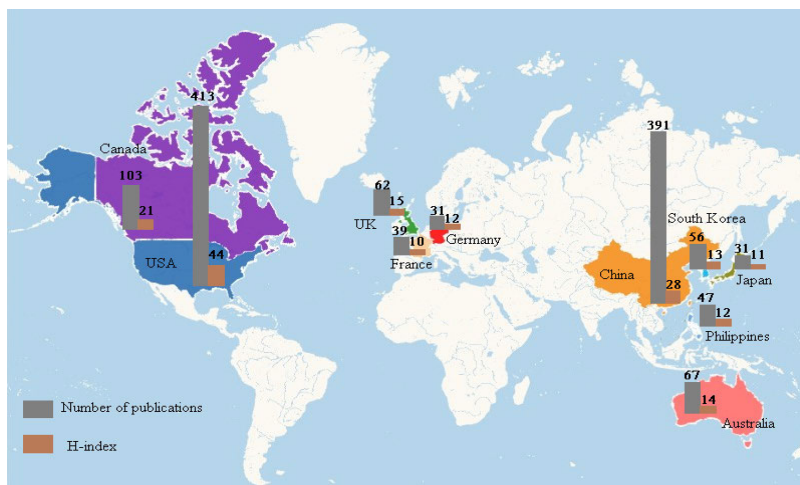 413
Canada
103
21
USA
44
62
15
UK
39
10
France
31
12
Germany
391
South Korea
56
13
31
11
Japan
China
28
47
12
Philippines
67
14
Australia
Number of publications
H-index